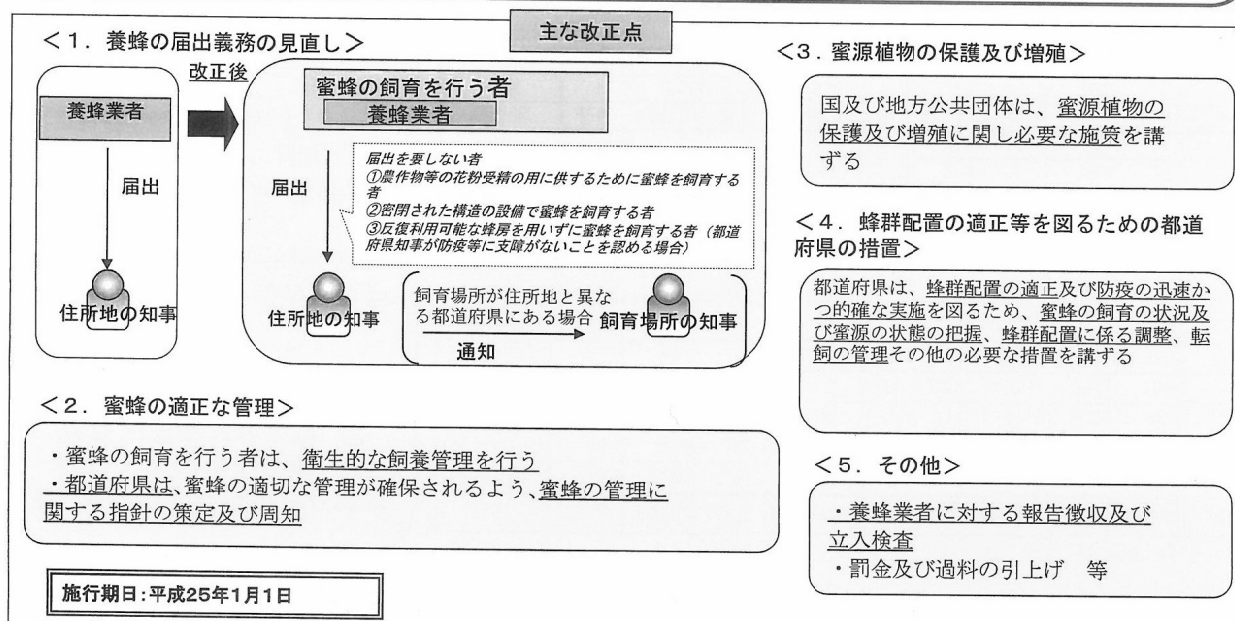 主な改正点
<1．養蜂の届出義務の見直し>
改正後
養蜂業者
届出
住所地の知事
蜜蜂の飼育を行う者
養蜂業者
届出
届出を要しない者
①農作物等の花粉受精の用に供するために蜜蜂を飼育する
者
②密閉された構造の設備で蜜蜂を飼育する者
③反復利用可能な蜂房を用いずに蜜蜂を飼育する者（都道
府県知事が防疫等に支障がないことを認める場合）
住所地の知事
飼育場所が住所地と異な
る都道府県にある場合
通知
飼育場所の知事
<2．蜜蜂の適正な管理>
・蜜蜂の飼育を行う者は、衛生的な飼養管理を行う
・都道府県は、蜜蜂の適切な管理が確保されるよう、蜜蜂の管理に
関する指針の策定及び周知
施行期日：平成25年1月1日
<3．蜜源植物の保護及び増殖>
国及び地方公共団体は、蜜源植物の
保護及び増殖に関し必要な施策を講
ずる
<4．蜂群配置の適正等を図るための都道
府県の措置>
都道府県は、蜂群配置の適正及び防疫の迅速か
つ的確な実施を図るため、蜜蜂の飼育の状況及
び蜜源の状態の把握、蜂群配置に係る調整、転
飼の管理その他の必要な措置を講ずる
<5．その他>
・養蜂業者に対する報告徴収及び
立入検査
・罰金及び過料の引上げ　等